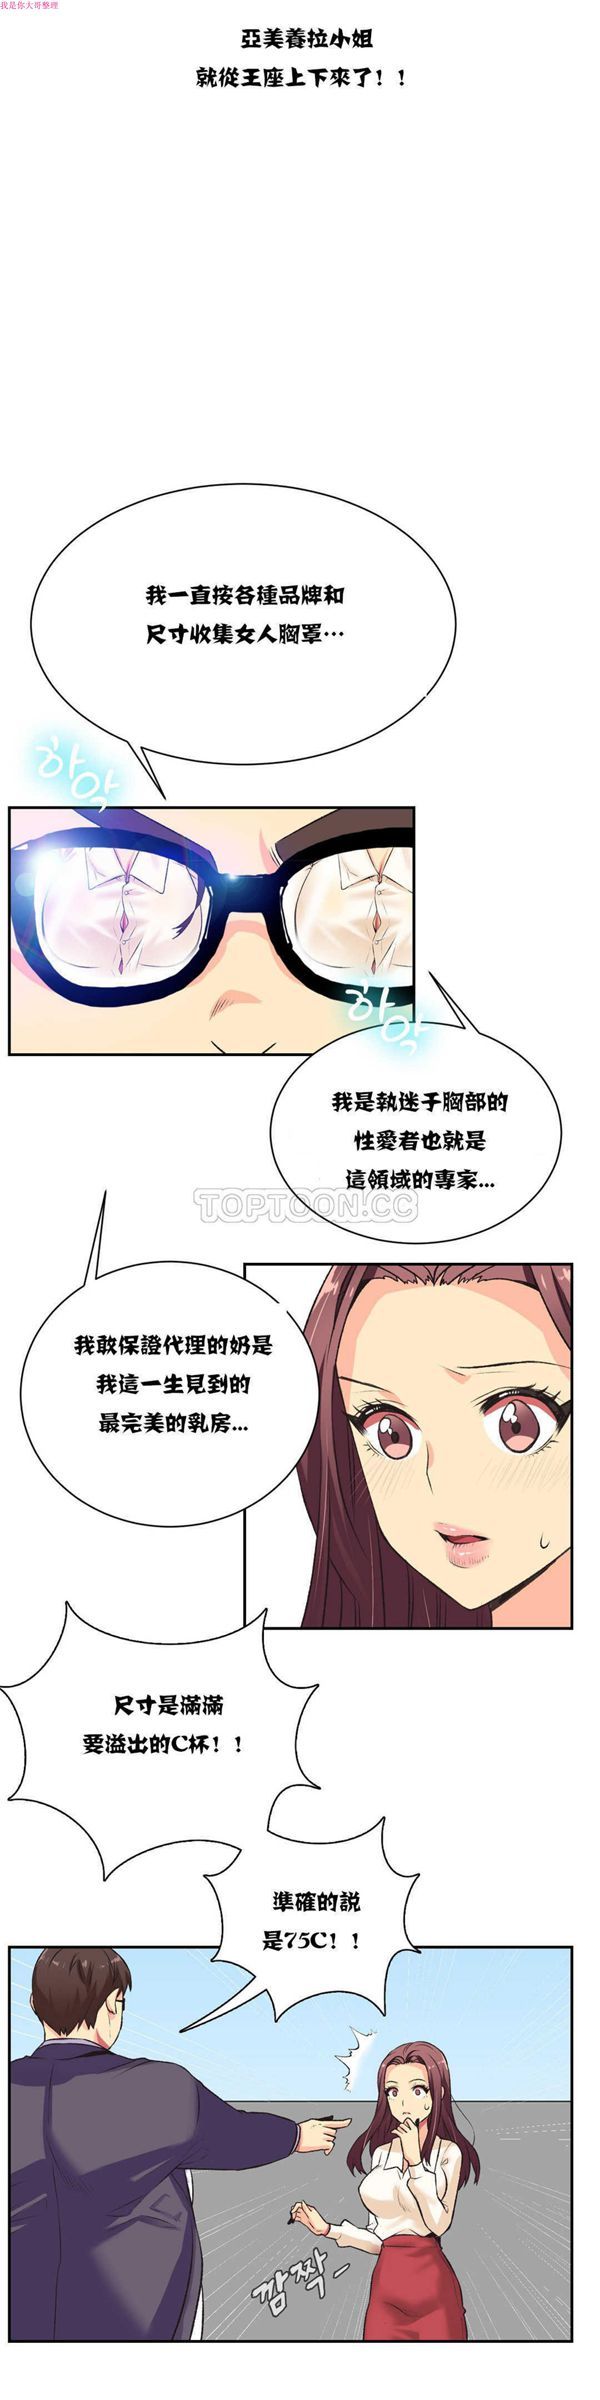 我是你大哥整理
亞美養拉小姐
就從王座上下來了!!
我一直按各種品牌和
尺寸收集女人胸罩…
하악
하악
我是執迷于胸部的
性愛者也就是
這領域的專家...
TOPTOON.CC
我敢保證代理的奶是
我這一生見到的
最完美的乳房...
尺寸是滿滿
要溢出的C杯!!
準確的説
是75C!!
깜짝-